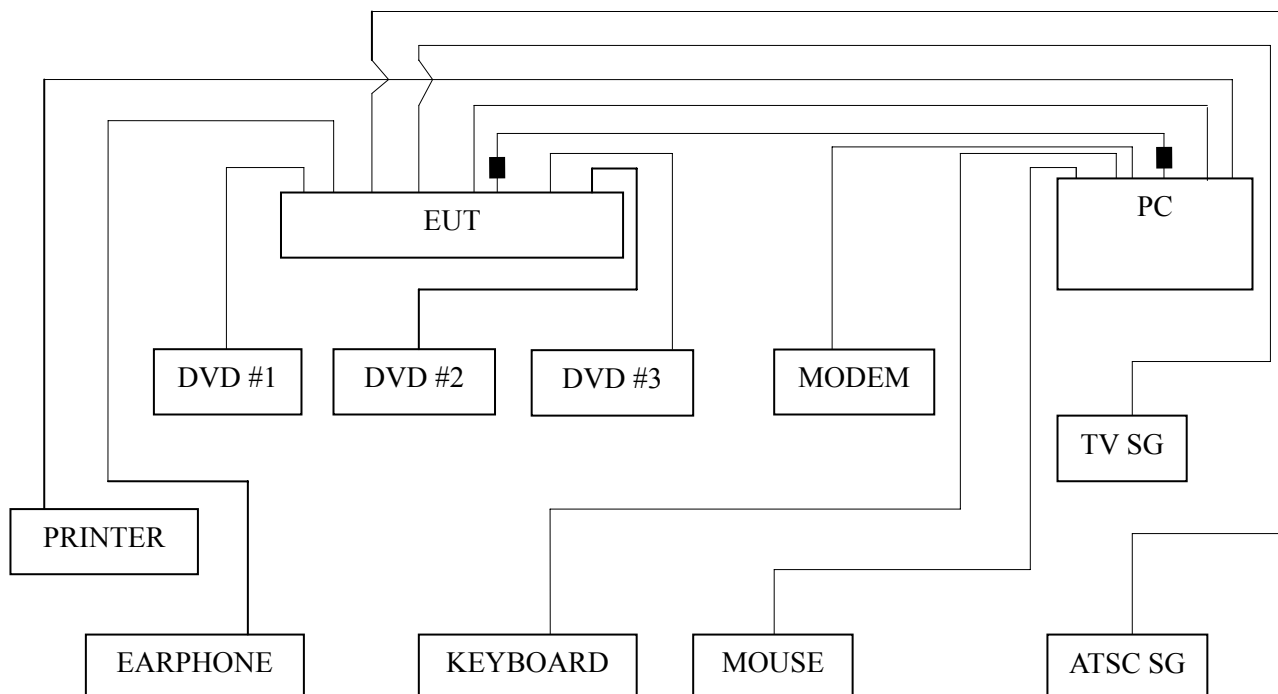 EUT
PC
DVD #1
DVD #2
DVD #3
MODEM
TV SG
PRINTER
EARPHONE
KEYBOARD
MOUSE
ATSC SG